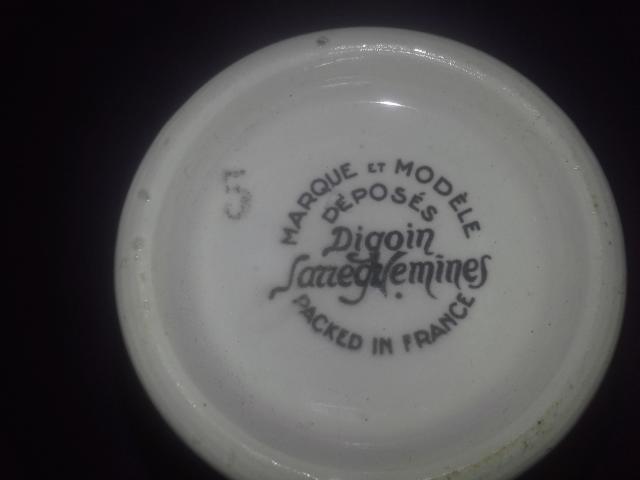 MARQUE ET MODÈLE
DÉPOSÉS
Digoin
Sarreguemines
PACKED IN FRANCE
5